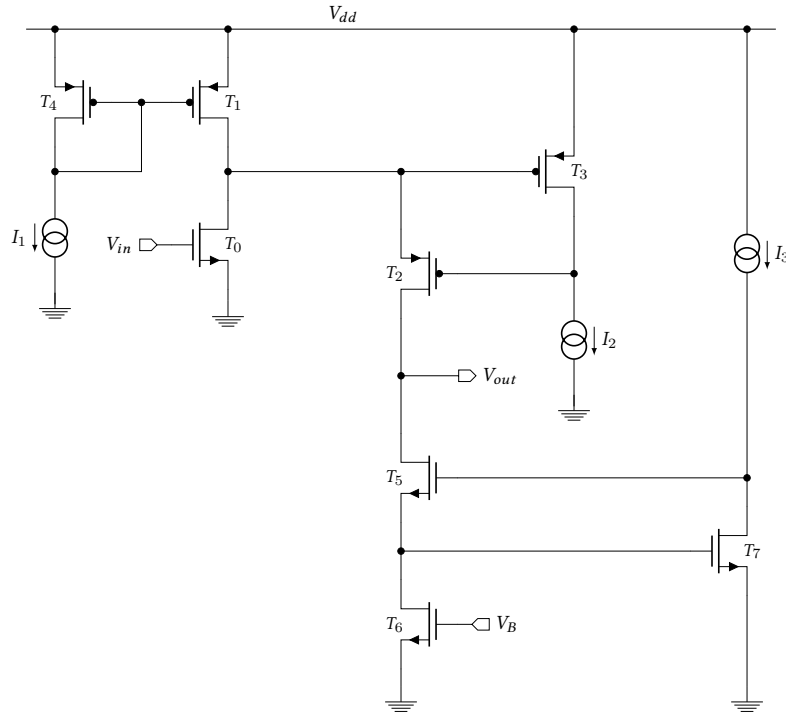 V_dd
T_4
T_1
T_3
I_1
V_in
T_0
T_2
I_3
I_2
V_out
T_5
T_7
T_6
V_B